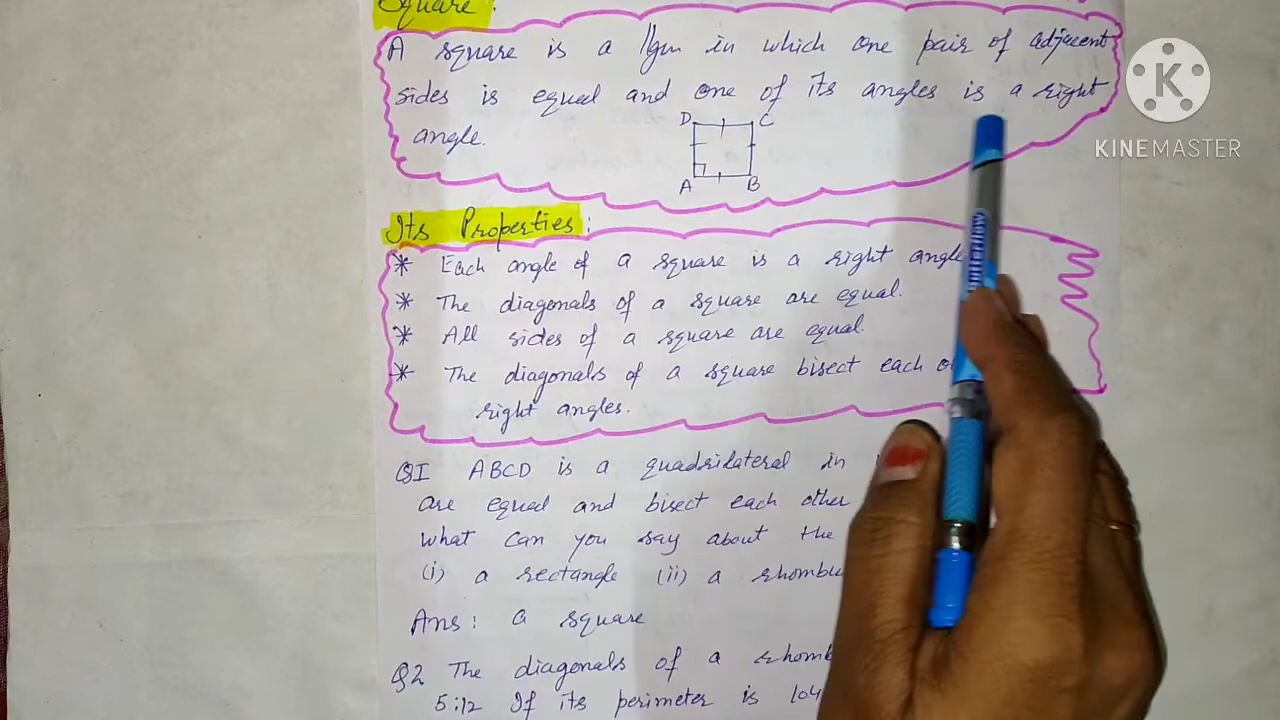 Square:
A square is a ||gm in which one pair of adjacent
sides is equal and one of its angles is a right
angle.
D C
A B
Its Properties:
* Each angle of a square is a right angle
* The diagonals of a square are equal.
* All sides of a square are equal.
* The diagonals of a square bisect each
right angles.
Q1 ABCD is a quadrilateral in
are equal and bisect each other
what can you say about the
(i) a rectangle (ii) a
Ans: a square
Q2 The diagonals of a
5:12 If its perimeter is 104
K
KINEMASTER
butterflow